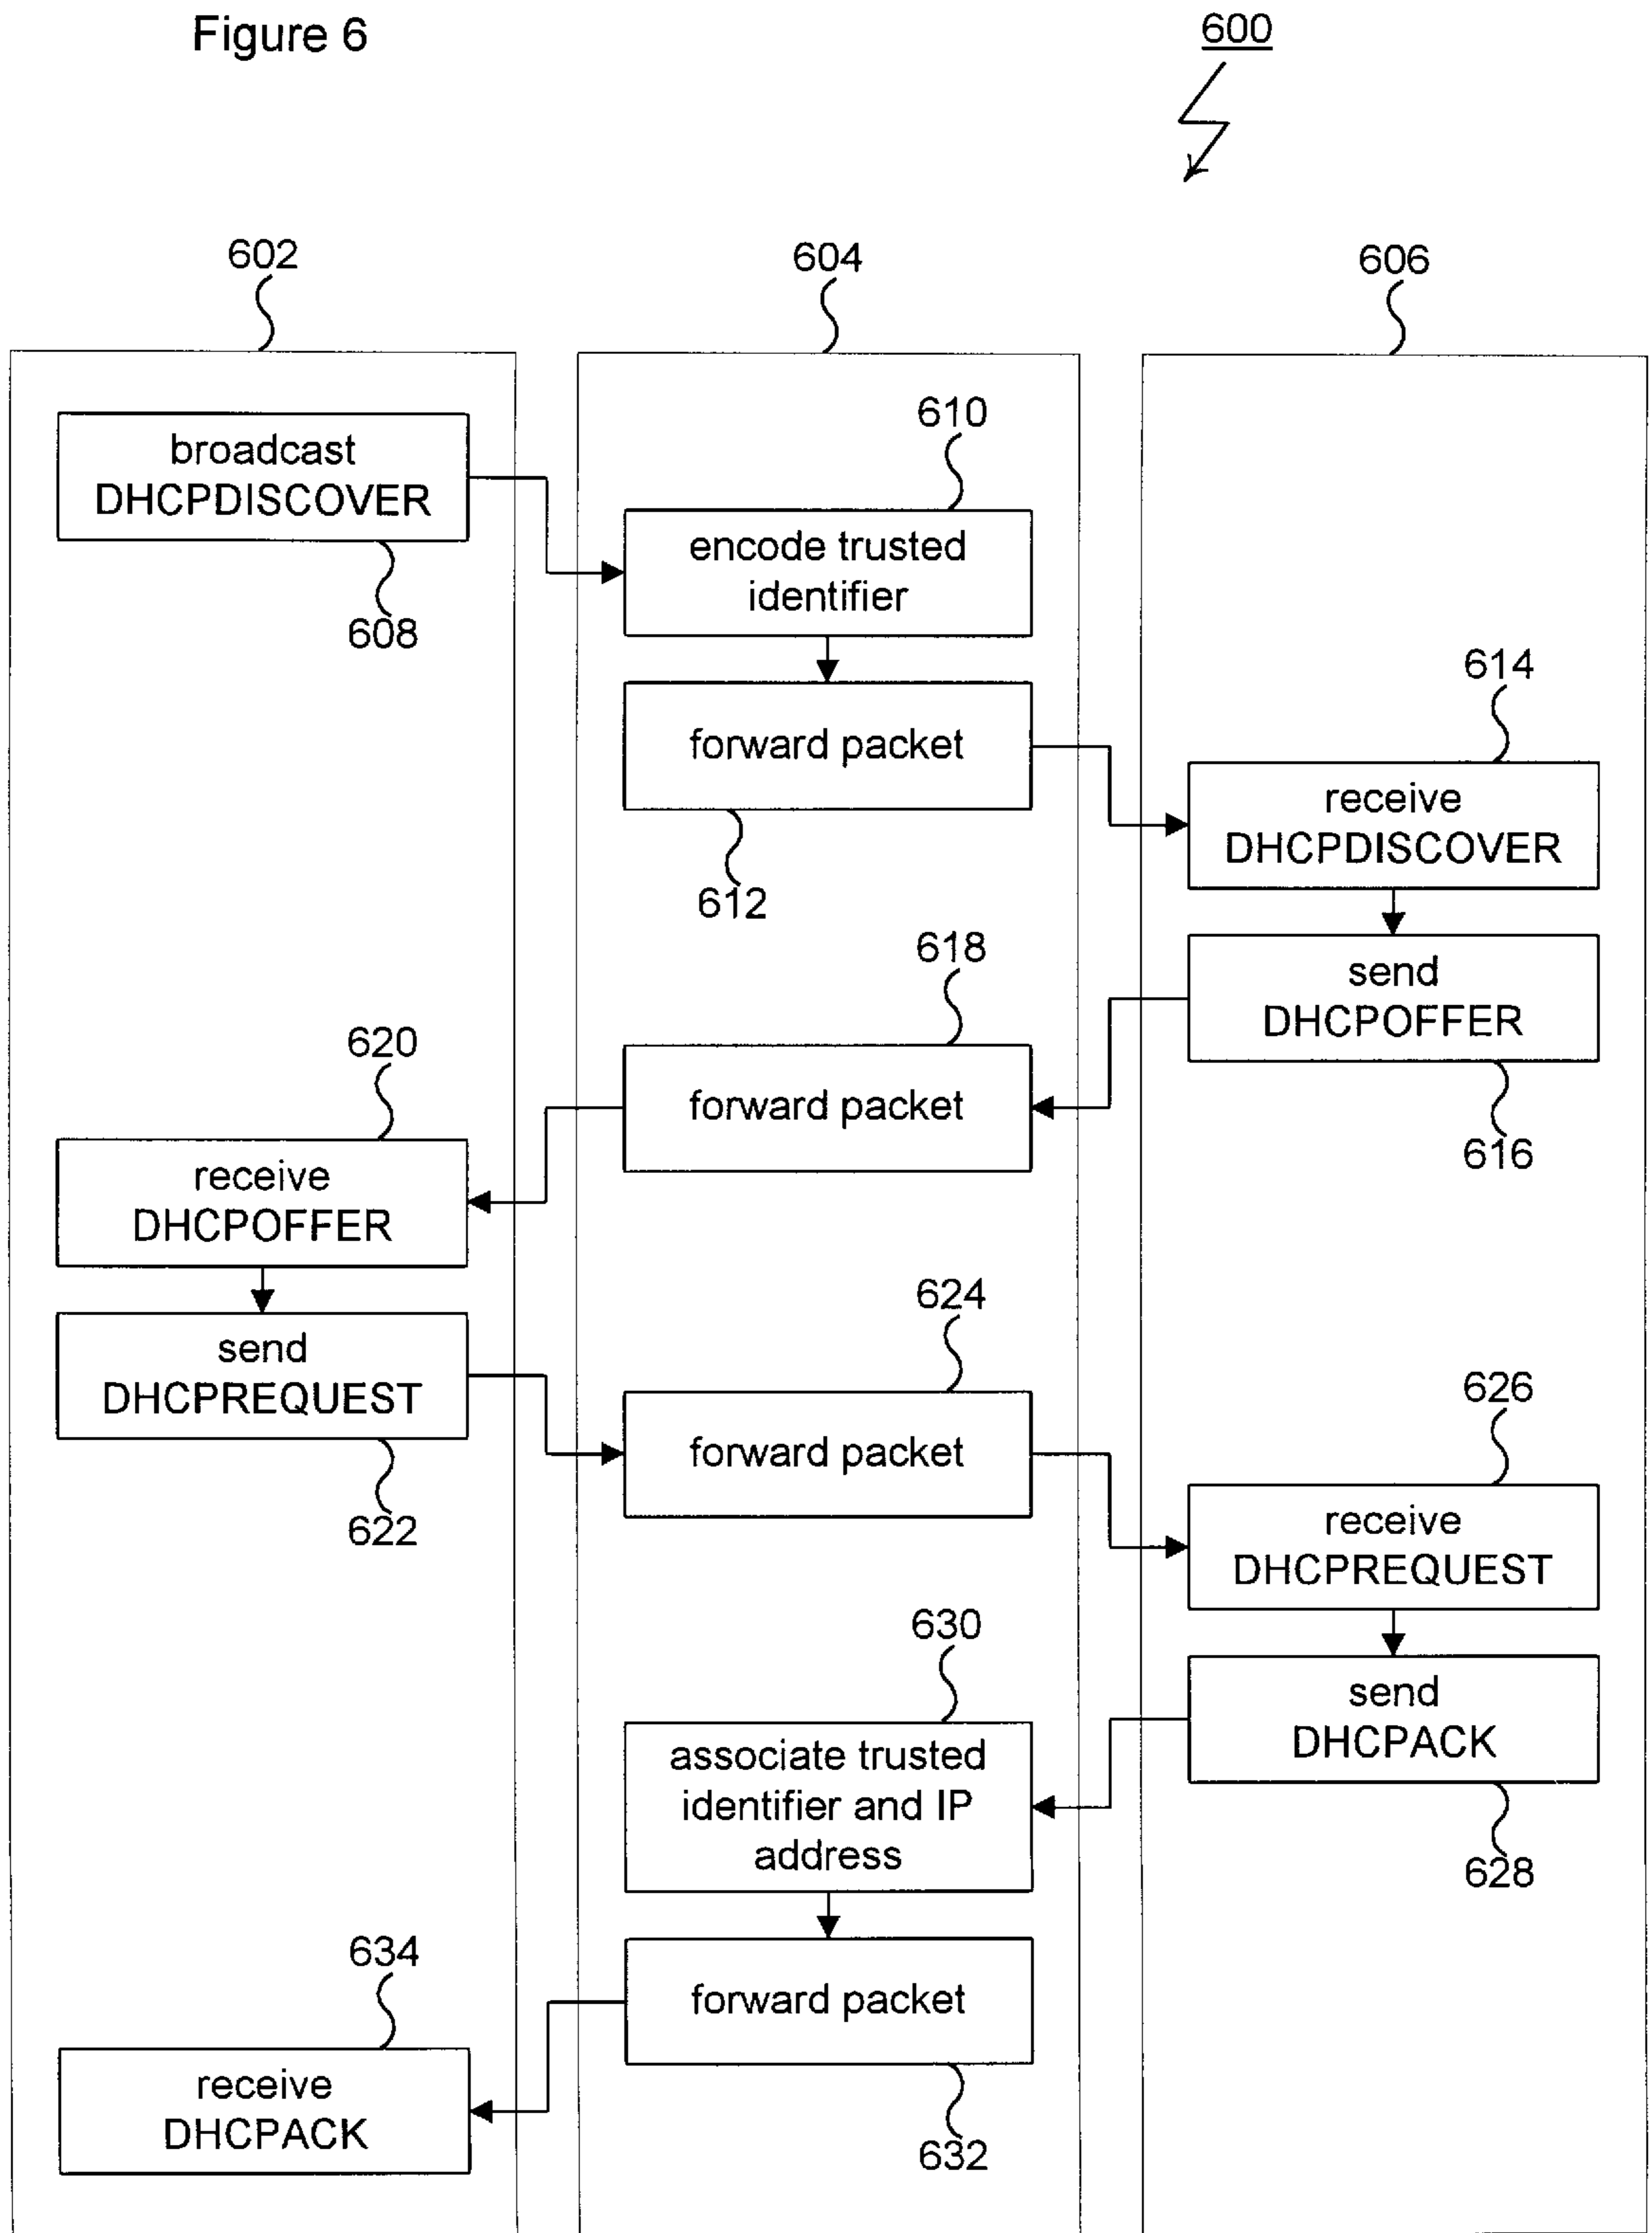 Figure 6
600
602
604
606
broadcast
DHCPDISCOVER
608
610
encode trusted
identifier
forward packet
612
614
receive
DHCPDISCOVER
send
DHCPOFFER
616
618
forward packet
620
receive
DHCPOFFER
send
DHCPREQUEST
622
624
forward packet
626
receive
DHCPREQUEST
send
DHCPACK
628
630
associate trusted
identifier and IP
address
forward packet
632
634
receive
DHCPACK